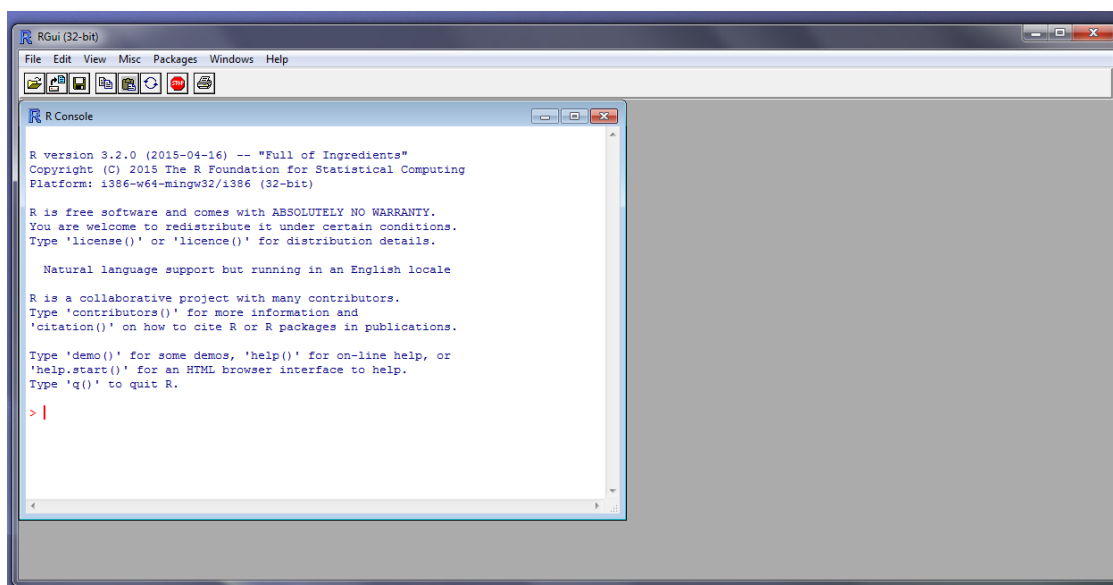 RGui (32-bit)
File Edit View Misc Packages Windows Help
STOP
R Console
R version 3.2.0 (2015-04-16) -- "Full of Ingredients"
Copyright (C) 2015 The R Foundation for Statistical Computing
Platform: i386-w64-mingw32/i386 (32-bit)
R is free software and comes with ABSOLUTELY NO WARRANTY.
You are welcome to redistribute it under certain conditions.
Type 'license()' or 'licence()' for distribution details.
Natural language support but running in an English locale
R is a collaborative project with many contributors.
Type 'contributors()' for more information and
'citation()' on how to cite R or R packages in publications.
Type 'demo()' for some demos, 'help()' for on-line help, or
'help.start()' for an HTML browser interface to help.
Type 'q()' to quit R.
>